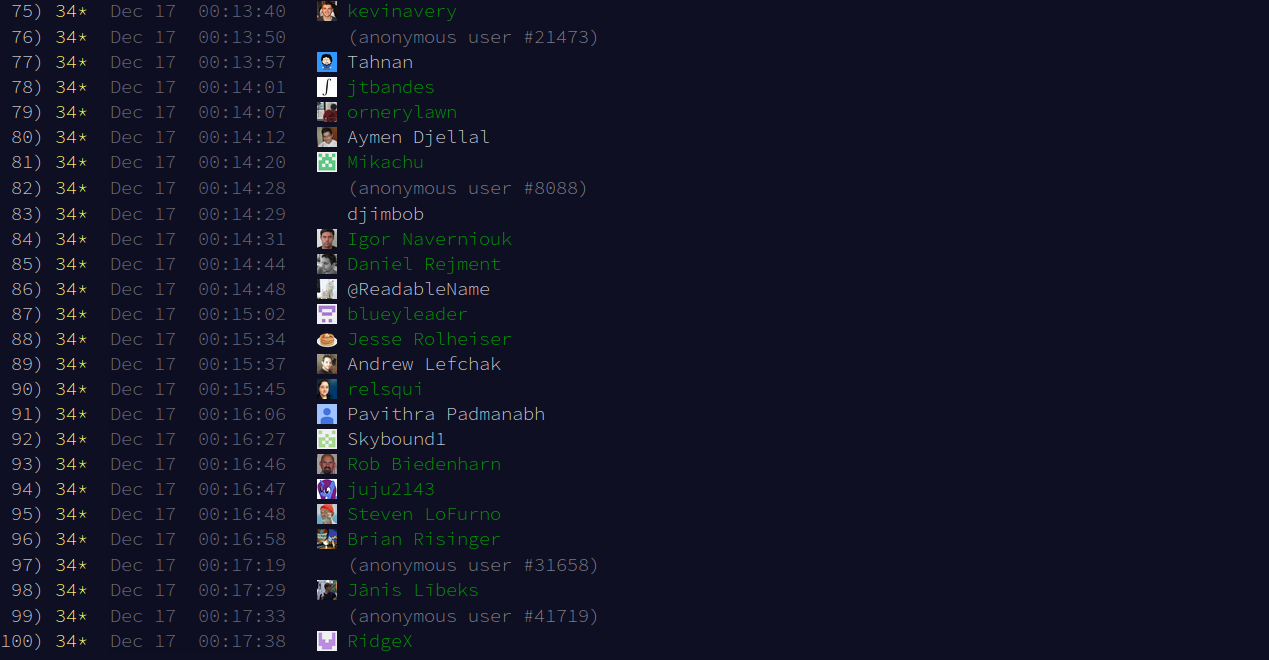 75) 34* Dec 17 00:13:40 kevinavery
76) 34* Dec 17 00:13:50 (anonymous user #21473)
77) 34* Dec 17 00:13:57 Tahnan
78) 34* Dec 17 00:14:01 jtbandes
79) 34* Dec 17 00:14:07 ornerylawn
80) 34* Dec 17 00:14:12 Aymen Djellal
81) 34* Dec 17 00:14:20 Mikachu
82) 34* Dec 17 00:14:28 (anonymous user #8088)
83) 34* Dec 17 00:14:29 djimbob
84) 34* Dec 17 00:14:31 Igor Naverniouk
85) 34* Dec 17 00:14:44 Daniel Rejment
86) 34* Dec 17 00:14:48 @ReadableName
87) 34* Dec 17 00:15:02 blueyleader
88) 34* Dec 17 00:15:34 Jesse Rolheiser
89) 34* Dec 17 00:15:37 Andrew Lefchak
90) 34* Dec 17 00:15:45 relsqui
91) 34* Dec 17 00:16:06 Pavithra Padmanabh
92) 34* Dec 17 00:16:27 Skybound1
93) 34* Dec 17 00:16:46 Rob Biedenharn
94) 34* Dec 17 00:16:47 juju2143
95) 34* Dec 17 00:16:48 Steven LoFurno
96) 34* Dec 17 00:16:58 Brian Risinger
97) 34* Dec 17 00:17:19 (anonymous user #31658)
98) 34* Dec 17 00:17:29 Jānis Lībeks
99) 34* Dec 17 00:17:33 (anonymous user #41719)
100) 34* Dec 17 00:17:38 RidgeX